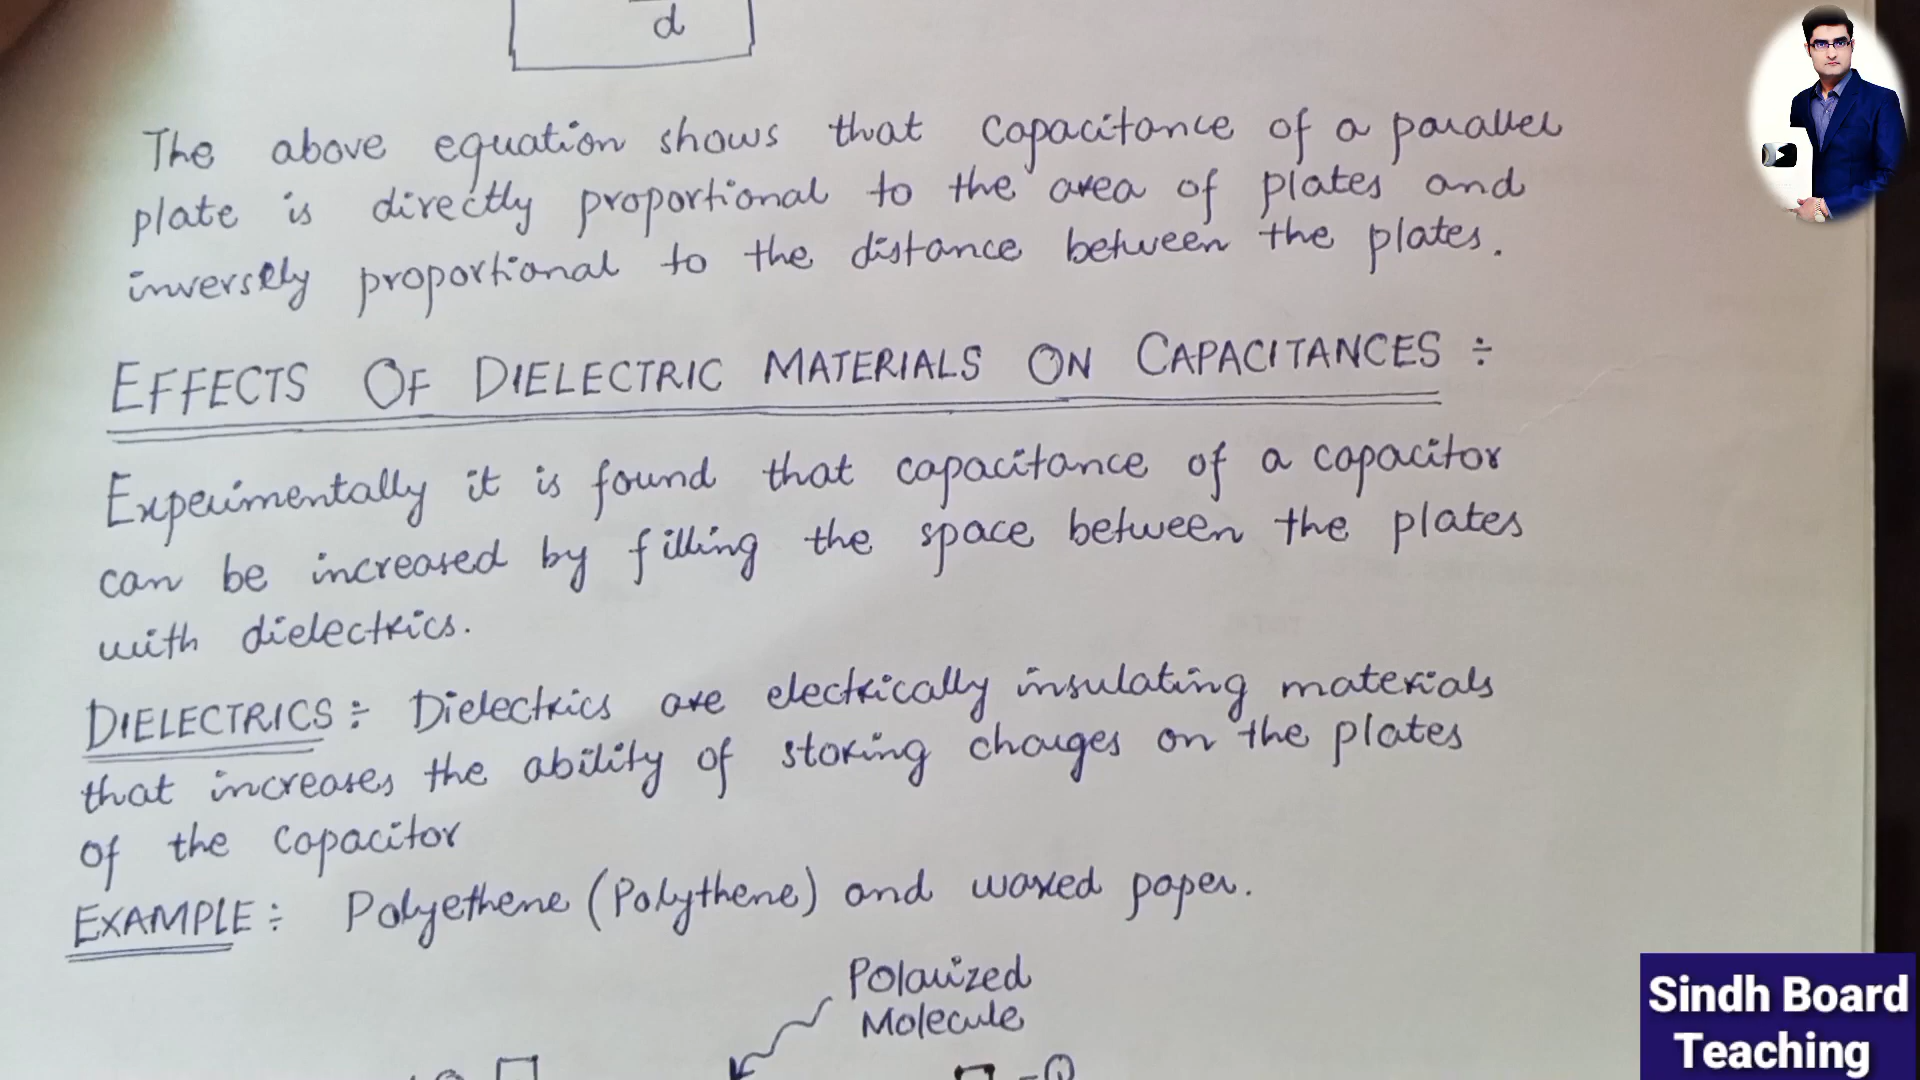 d
The above equation shows that capacitance of a parallel
plate is directly proportional to the area of plates and
inversely proportional to the distance between the plates.
EFFECTS OF DIELECTRIC MATERIALS ON CAPACITANCES ÷
Experimentally it is found that capacitance of a capacitor
can be increased by filling the space between the plates
with dielectrics.
DIELECTRICS ÷ Dielectrics are electrically insulating materials
that increases the ability of storing charges on the plates
of the capacitor
EXAMPLE ÷ Polyethene (Polythene) and waxed paper.
Polarized
Molecule
Sindh Board
Teaching